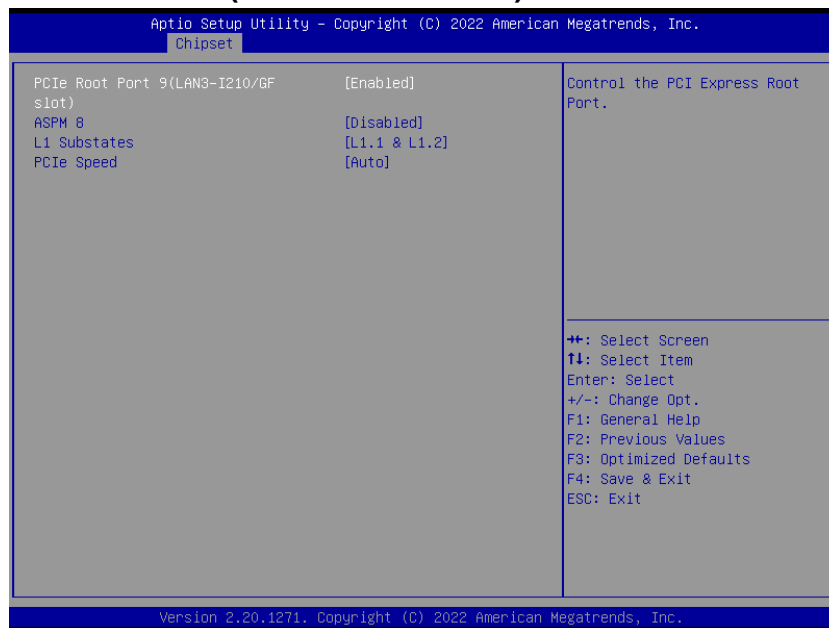 Aptio Setup Utility – Copyright (C) 2022 American Megatrends, Inc.
Chipset
PCIe Root Port 9(LAN3-I210/GF [Enabled]
slot)
ASPM 8 [Disabled]
L1 Substates [L1.1 & L1.2]
PCIe Speed [Auto]
Control the PCI Express Root
Port.
→←: Select Screen
↑↓: Select Item
Enter: Select
+/-: Change Opt.
F1: General Help
F2: Previous Values
F3: Optimized Defaults
F4: Save & Exit
ESC: Exit
Version 2.20.1271. Copyright (C) 2022 American Megatrends, Inc.